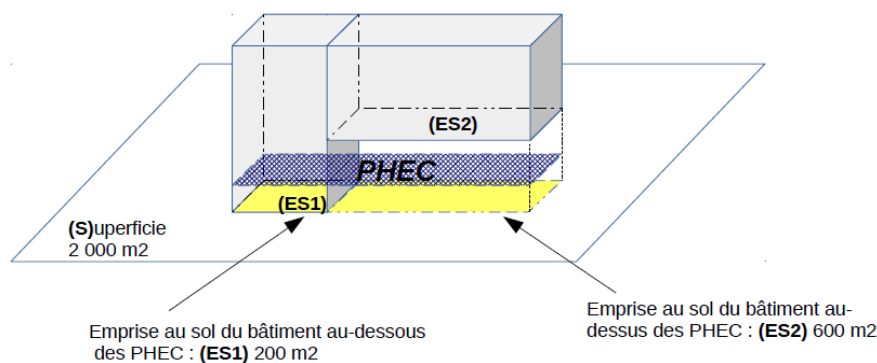 (ES2)
PHEC
(ES1)
(S)uperficie
2 000 m2
Emprise au sol du bâtiment au-dessous
des PHEC : (ES1) 200 m2
Emprise au sol du bâtiment au-
dessus des PHEC : (ES2) 600 m2